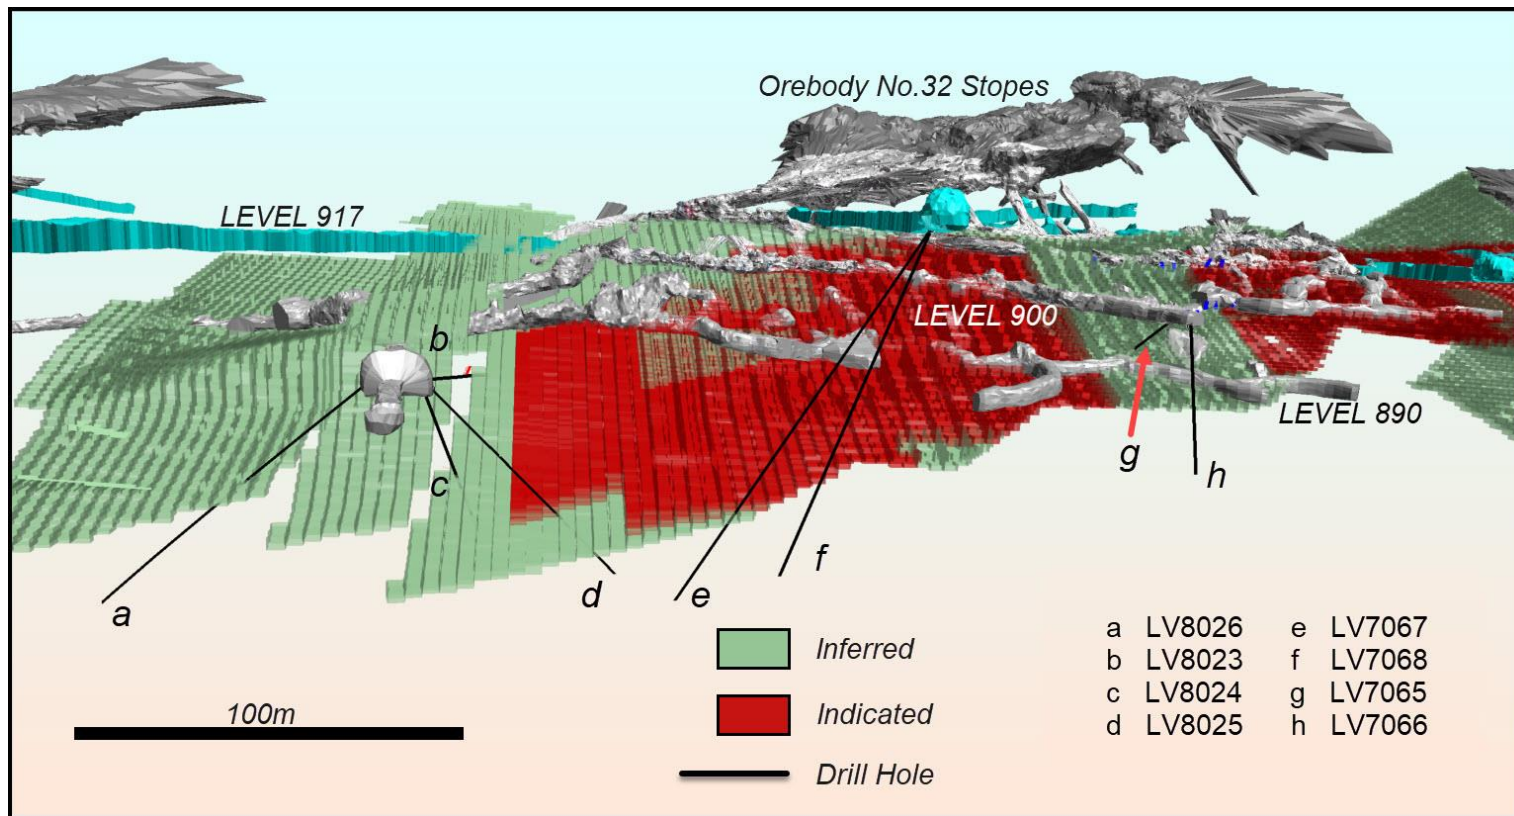 Orebody No.32 Stopes
LEVEL 917
LEVEL 900
b
LEVEL 890
g
h
c
f
d
e
a
Inferred
Indicated
Drill Hole
100m
a LV8026 e LV7067
b LV8023 f LV7068
c LV8024 g LV7065
d LV8025 h LV7066